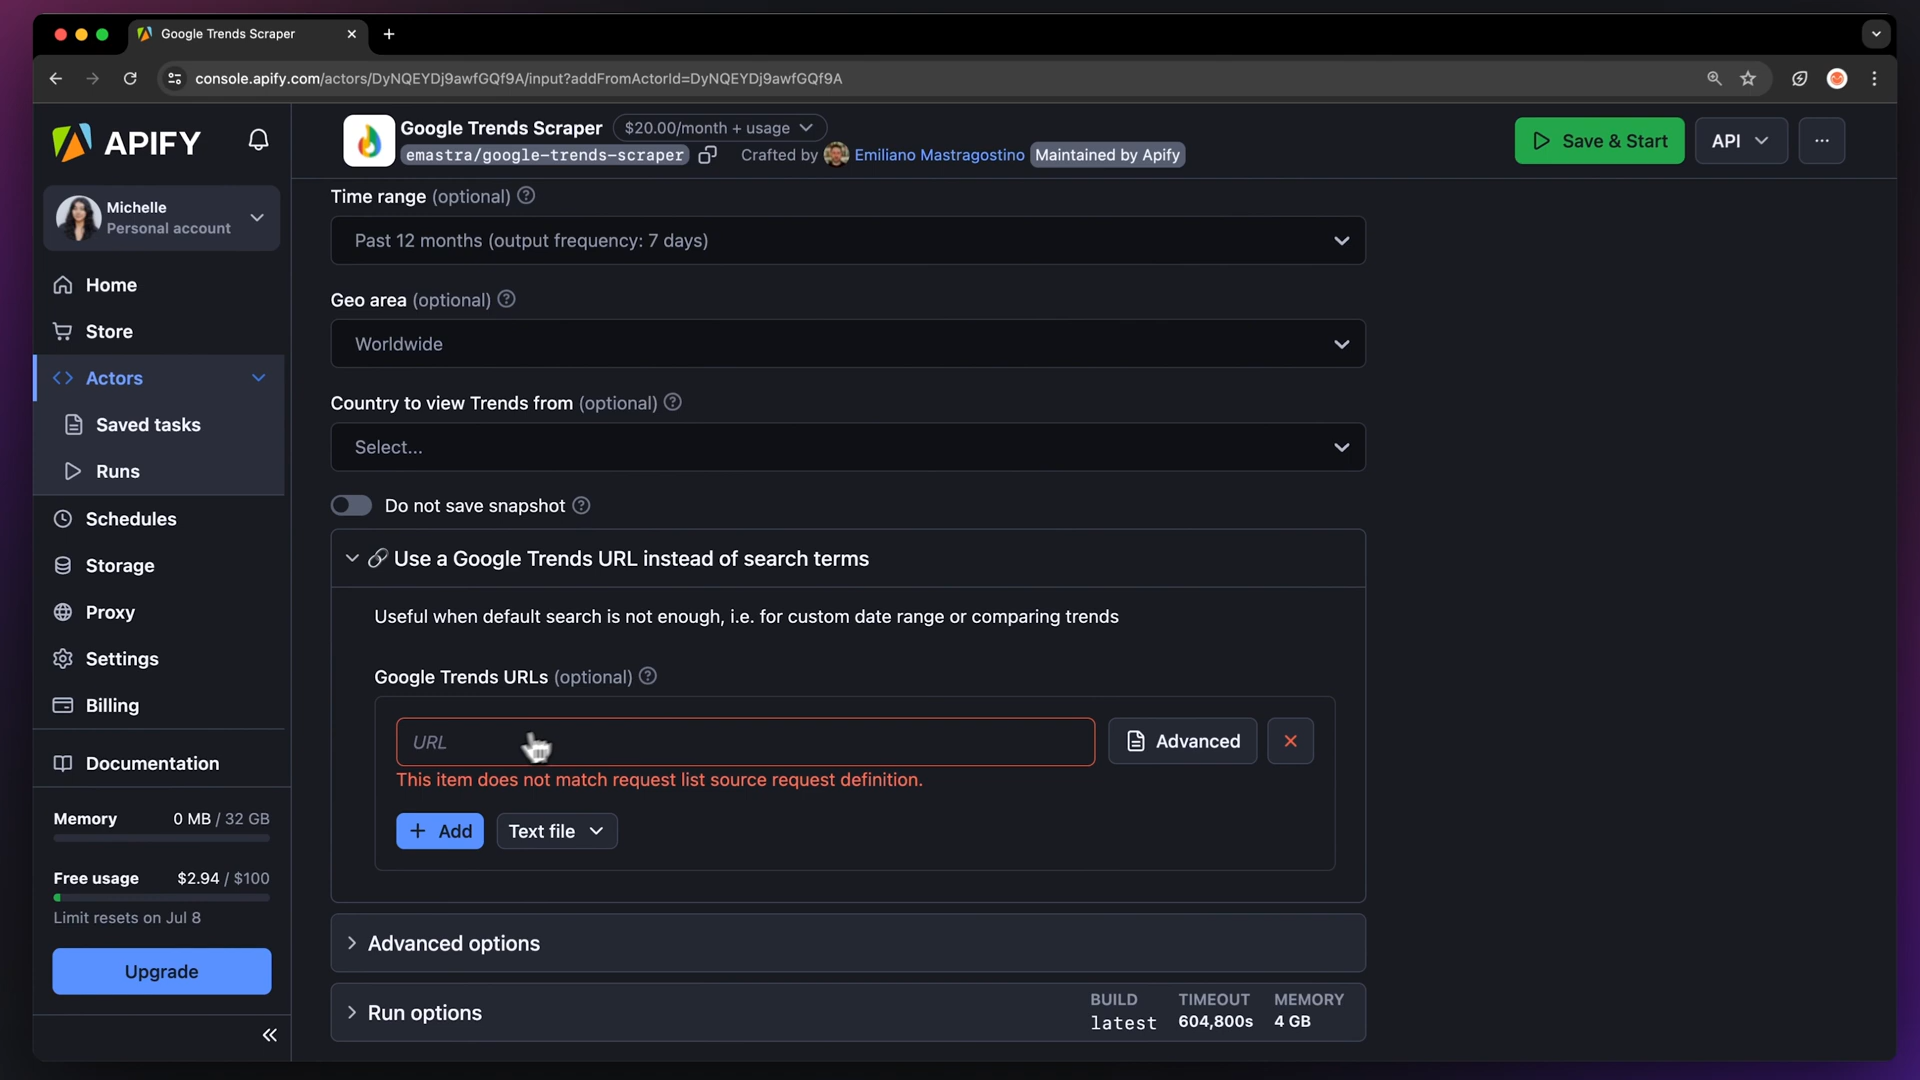 Google Trends Scraper
console.apify.com/actors/DyNQEYDj9awfGQf9A/input?addFromActorId=DyNQEYDj9awfGQf9A
APIFY
Google Trends Scraper
$20.00/month + usage
emastra/google-trends-scraper
Crafted by Emiliano Mastragostino Maintained by Apify
Save & Start
API
Michelle
Personal account
Home
Store
Actors
Saved tasks
Runs
Schedules
Storage
Proxy
Settings
Billing
Documentation
Memory 0 MB / 32 GB
Free usage $2.94 / $100
Limit resets on Jul 8
Upgrade
Time range (optional)
Past 12 months (output frequency: 7 days)
Geo area (optional)
Worldwide
Country to view Trends from (optional)
Select...
Do not save snapshot
Use a Google Trends URL instead of search terms
Useful when default search is not enough, i.e. for custom date range or comparing trends
Google Trends URLs (optional)
URL
Advanced
This item does not match request list source request definition.
+ Add
Text file
Advanced options
Run options
BUILD TIMEOUT MEMORY
latest 604,800s 4 GB